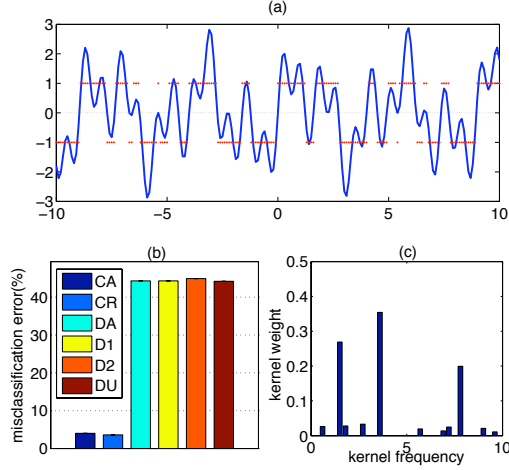 (a)
3
2
1
0
−1
−2
−3
−10
−5
0
5
10
(b)
misclassification error(%)
40
30
20
10
0
CA
CR
DA
D1
D2
DU
(c)
kernel weight
0.5
0.4
0.3
0.2
0.1
0
0
5
10
kernel frequency